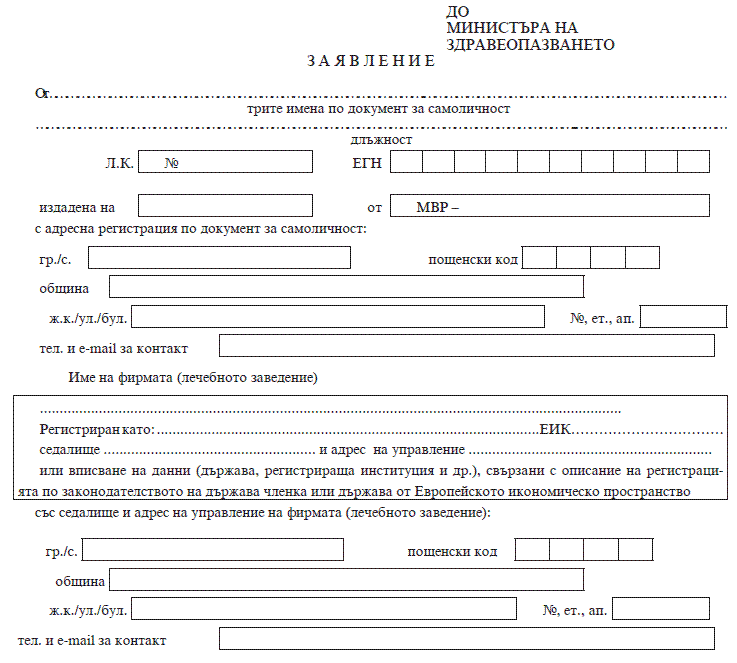 ДО
МИНИСТЪРА НА
ЗДРАВЕОПАЗВАНЕТО
З А Я В Л Е Н И Е
От..............................................................................................................................
трите имена по документ за самоличност
..............................................................................................................................
длъжност
Л.К. № ЕГН
издадена на от МВР –
с адресна регистрация по документ за самоличност:
гр./с. пощенски код
община
ж.к./ул./бул. №, ет., ап.
тел. и e-mail за контакт
Име на фирмата (лечебното заведение)
..............................................................................................................................
Регистриран като: ..............................................................ЕИК..............................
седалище ........................................ и адрес на управление ........................................
или вписване на данни (държава, регистрираща институция и др.), свързани с описание на регистраци-
ята по законодателството на държава членка или държава от Европейското икономическо пространство
със седалище и адрес на управление на фирмата (лечебното заведение):
гр./с. пощенски код
община
ж.к./ул./бул. №, ет., ап.
тел. и e-mail за контакт